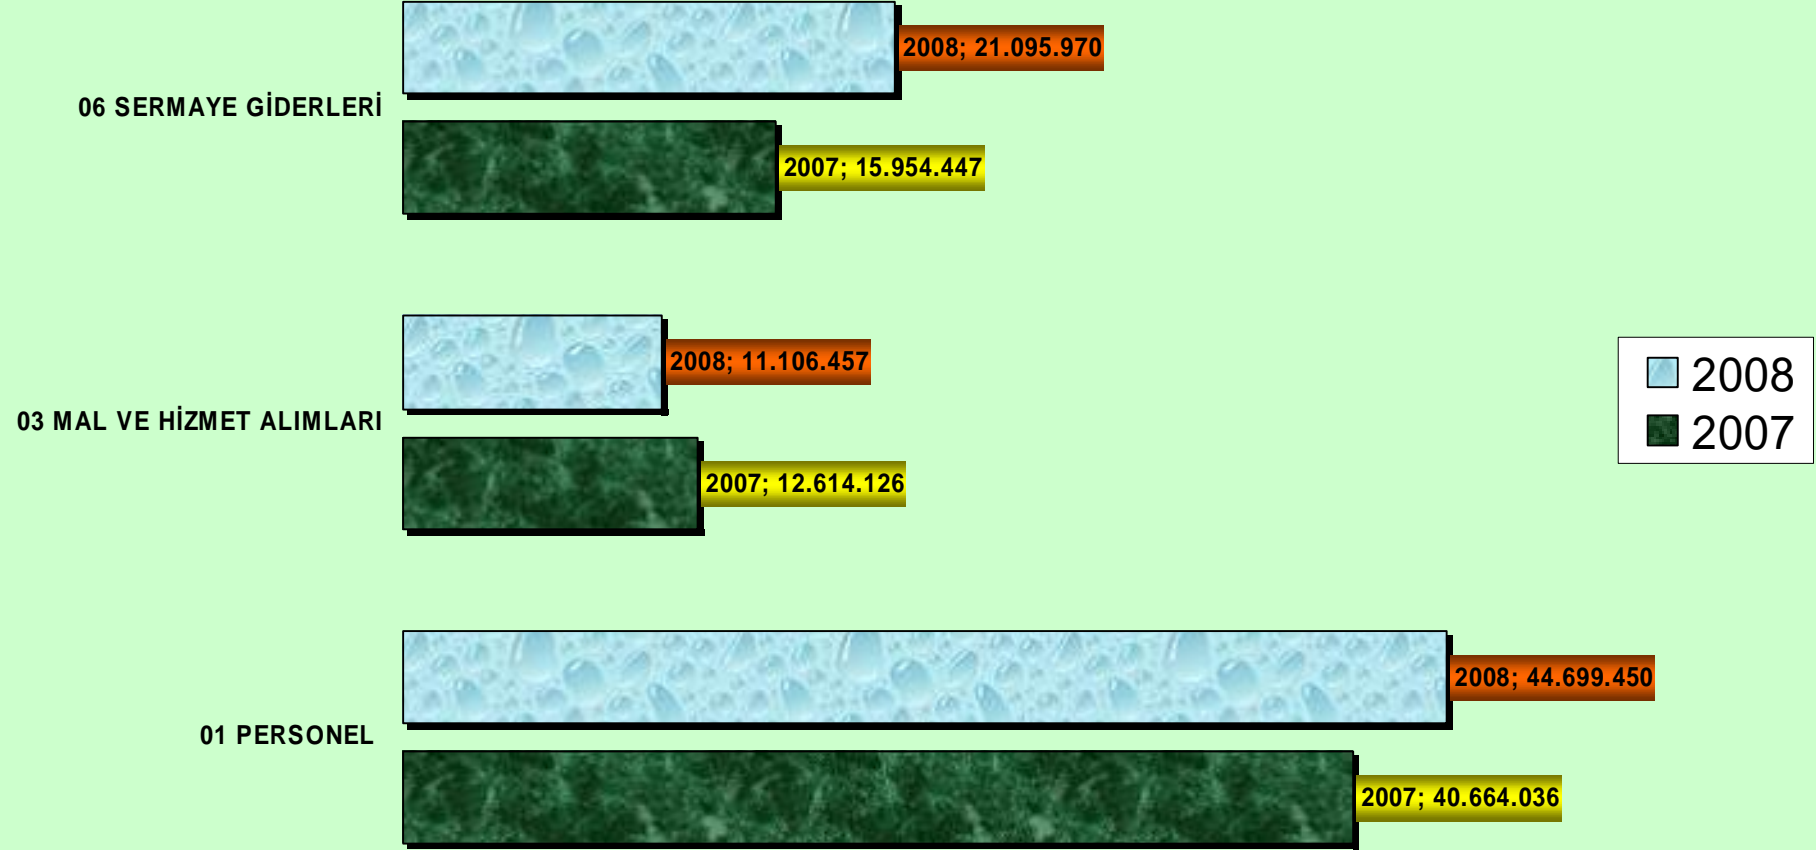 2008; 21.095.970
06 SERMAYE GİDERLERİ
2007; 15.954.447
2008; 11.106.457
03 MAL VE HİZMET ALIMLARI
2007; 12.614.126
2008; 44.699.450
01 PERSONEL
2007; 40.664.036
2008
2007